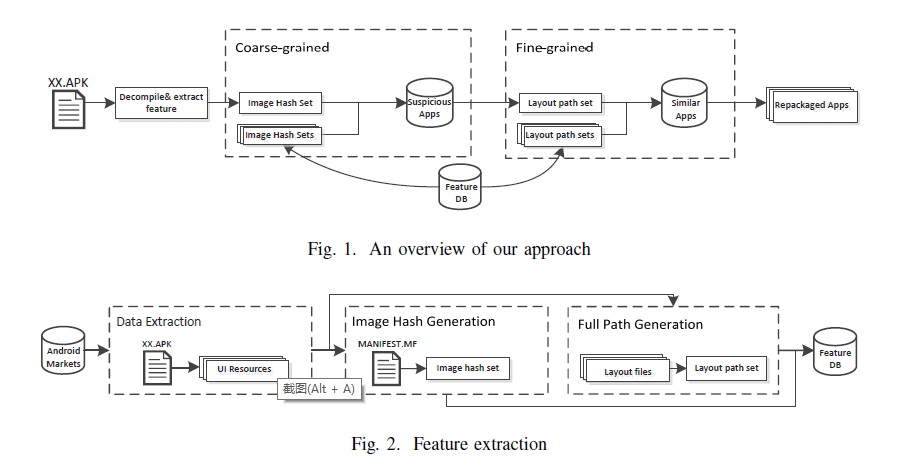 Coarse-grained
Fine-grained
XX.APK
Decompile& extract
feature
Image Hash Set
Image Hash Sets
Suspicious
Apps
Layout path set
Layout path sets
Similar
Apps
Repackaged Apps
Feature
DB
Fig. 1. An overview of our approach
Data Extraction
Image Hash Generation
Full Path Generation
Android
Markets
XX.APK
UI Resources
MANIFEST.MF
Image hash set
Layout files
Layout path set
Feature
DB
截图(Alt + A)
Fig. 2. Feature extraction